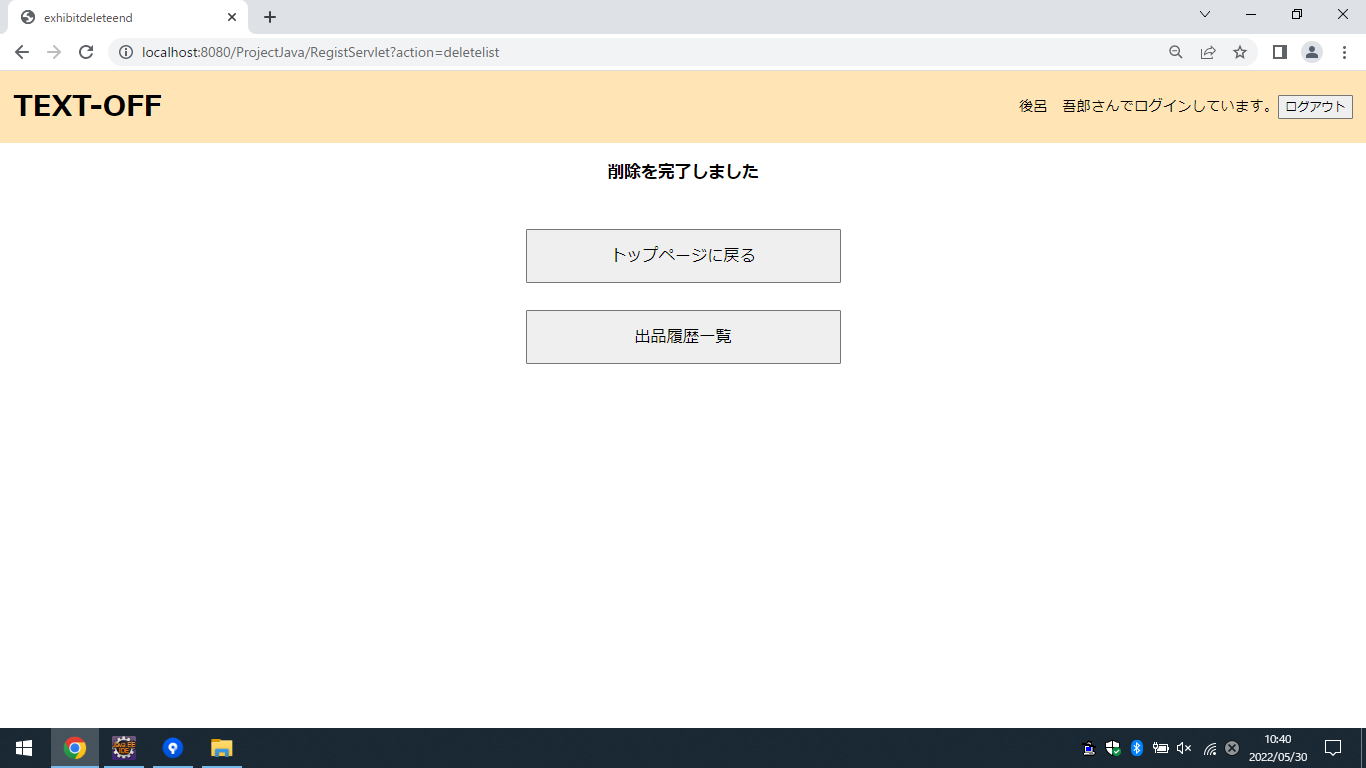 exhibitdeleteend
localhost:8080/ProjectJava/RegistServlet?action=deletelist
TEXT-OFF
後呂　吾郎さんでログインしています。 ログアウト
削除を完了しました
トップページに戻る
出品履歴一覧
10:40
2022/05/30